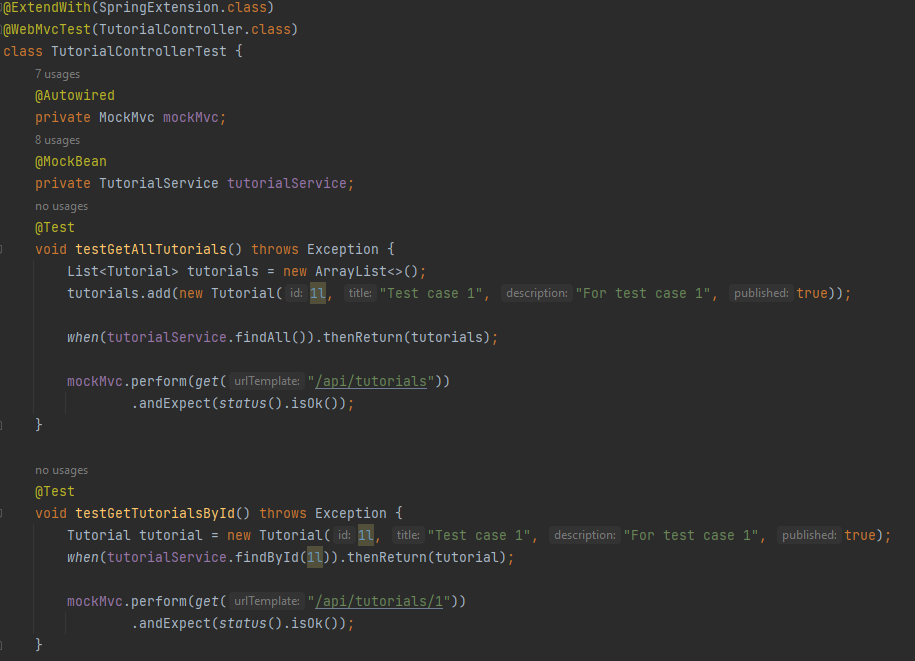 @ExtendWith(SpringExtension.class)
@WebMvcTest(TutorialController.class)
class TutorialControllerTest {
7 usages
@Autowired
private MockMvc mockMvc;
8 usages
@MockBean
private TutorialService tutorialService;
no usages
@Test
void testGetAllTutorials() throws Exception {
List<Tutorial> tutorials = new ArrayList<>();
tutorials.add(new Tutorial( id: 1l, title: "Test case 1", description: "For test case 1", published: true));
when(tutorialService.findAll()).thenReturn(tutorials);
mockMvc.perform(get( urlTemplate: "/api/tutorials"))
.andExpect(status().isOk());
}
no usages
@Test
void testGetTutorialsById() throws Exception {
Tutorial tutorial = new Tutorial( id: 1l, title: "Test case 1", description: "For test case 1", published: true);
when(tutorialService.findById(1l)).thenReturn(tutorial);
mockMvc.perform(get( urlTemplate: "/api/tutorials/1"))
.andExpect(status().isOk());
}